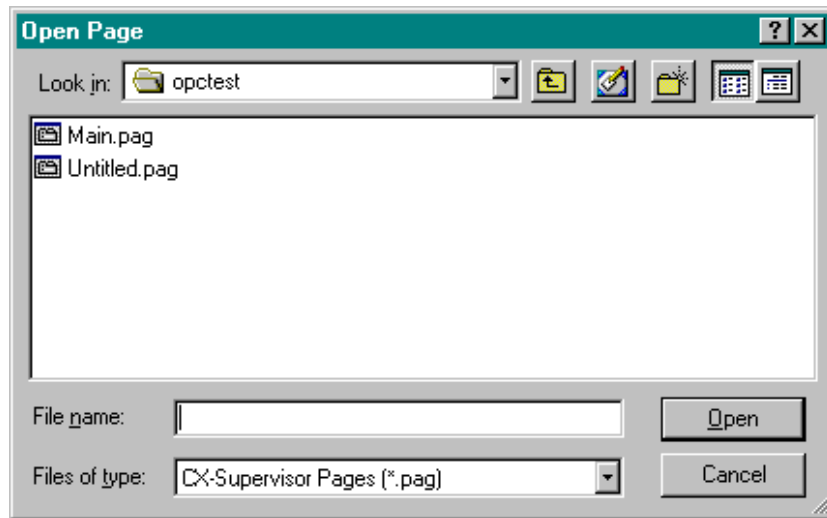 Open Page
Look in: opctest
Main.pag
Untitled.pag
File name: Open
Files of type: CX-Supervisor Pages (*.pag) Cancel